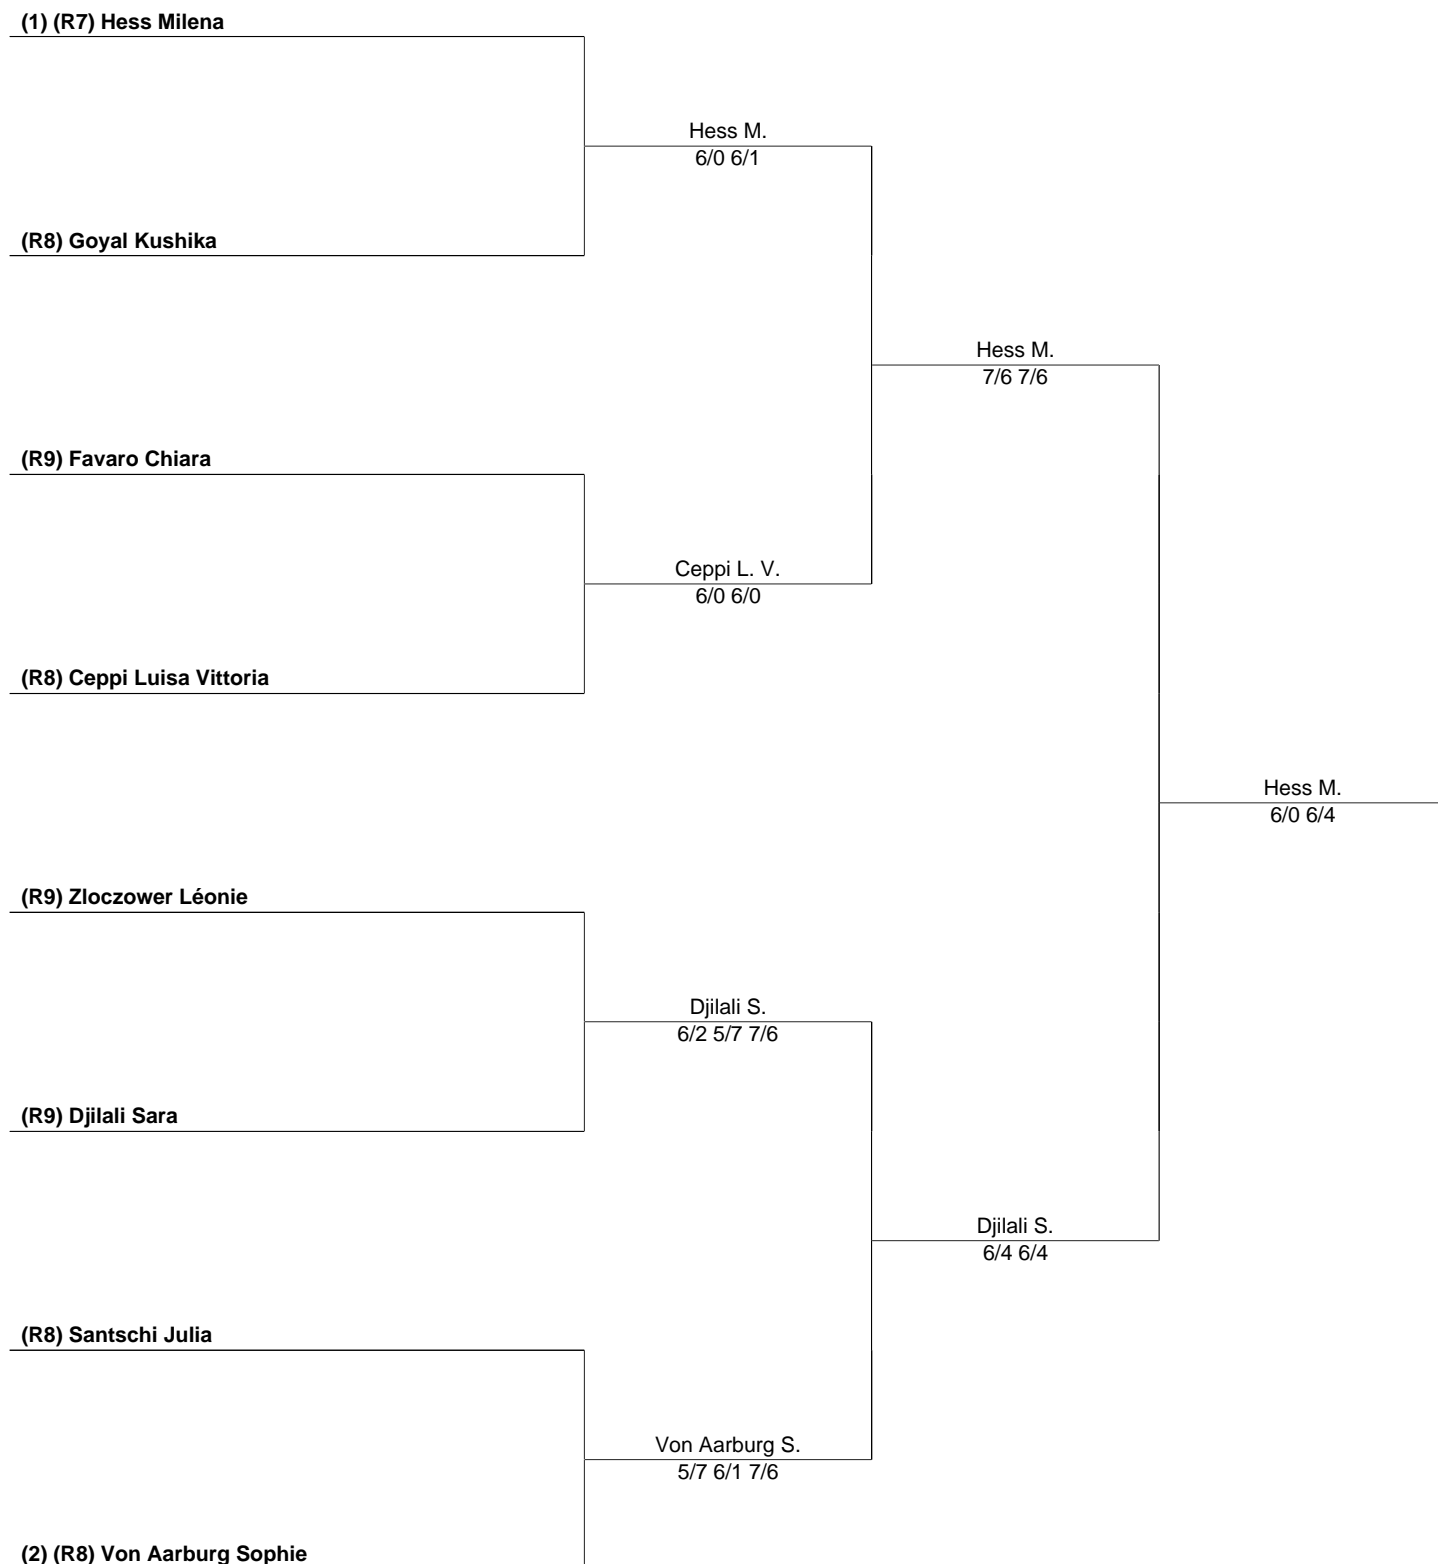 (1) (R7) Hess Milena
Hess M.
6/0 6/1
(R8) Goyal Kushika
Hess M.
7/6 7/6
(R9) Favaro Chiara
Ceppi L. V.
6/0 6/0
(R8) Ceppi Luisa Vittoria
Hess M.
6/0 6/4
(R9) Zloczower Léonie
Djilali S.
6/2 5/7 7/6
(R9) Djilali Sara
Djilali S.
6/4 6/4
(R8) Santschi Julia
Von Aarburg S.
5/7 6/1 7/6
(2) (R8) Von Aarburg Sophie